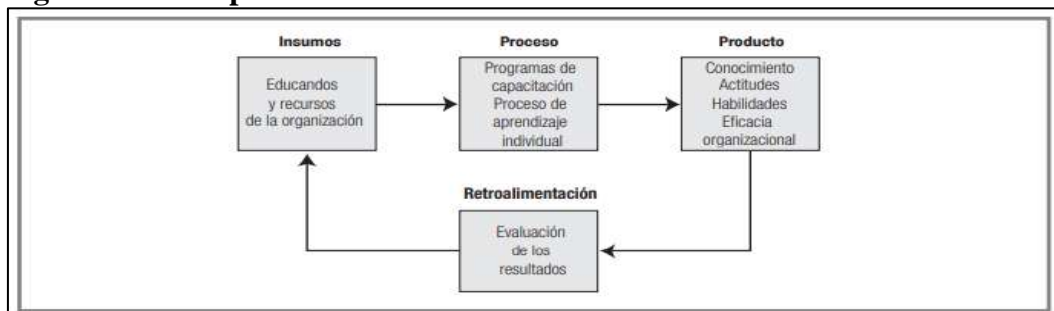 Insumos
Educandos
y recursos
de la organización
Proceso
Programas de
capacitación
Proceso de
aprendizaje
individual
Producto
Conocimiento
Actitudes
Habilidades
Eficacia
organizacional
Retroalimentación
Evaluación
de los
resultados